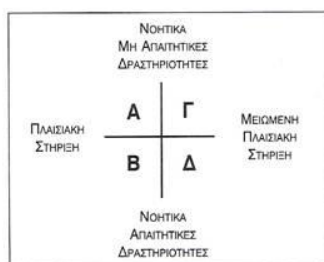 ΝΟΗΤΙΚΑ
ΜΗ ΑΠΑΙΤΗΤΙΚΕΣ
ΔΡΑΣΤΗΡΙΟΤΗΤΕΣ
Α Γ
ΠΛΑΙΣΙΑΚΗ
ΣΤΗΡΙΞΗ
ΜΕΙΩΜΕΝΗ
ΠΛΑΙΣΙΑΚΗ
ΣΤΗΡΙΞΗ
Β Δ
ΝΟΗΤΙΚΑ
ΑΠΑΙΤΗΤΙΚΕΣ
ΔΡΑΣΤΗΡΙΟΤΗΤΕΣ